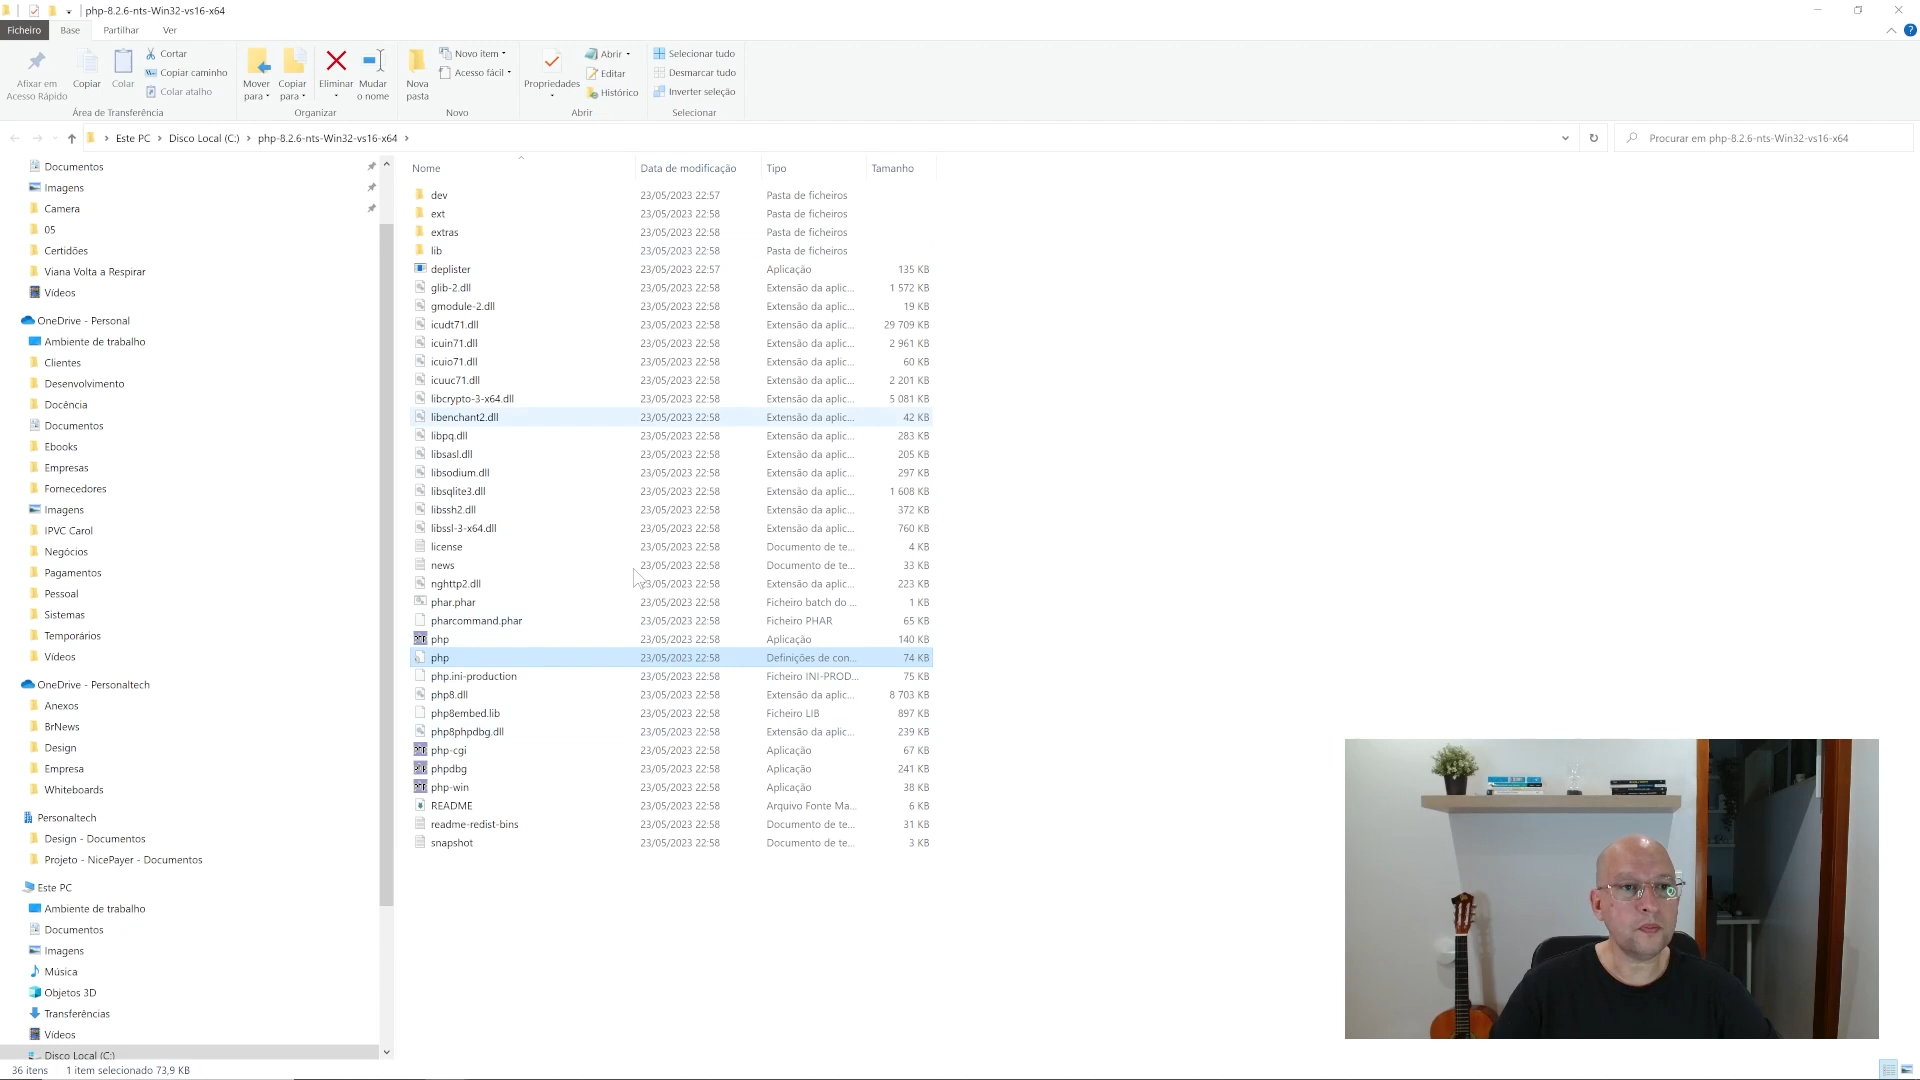 php-8.2.6-nts-Win32-vs16-x64
Ficheiro Base Partilhar Ver
Afixar em Acesso Rápido
Copiar
Colar
Cortar
Copiar caminho
Colar atalho
Área de Transferência
Mover para
Copiar para
Eliminar
Mudar o nome
Organizar
Nova pasta
Novo item
Acesso fácil
Novo
Propriedades
Abrir
Editar
Histórico
Abrir
Selecionar tudo
Desmarcar tudo
Inverter seleção
Selecionar
Este PC > Disco Local (C:) > php-8.2.6-nts-Win32-vs16-x64 >
Procurar em php-8.2.6-nts-Win32-vs16-x64
Documentos
Imagens
Camera
05
Certidões
Viana Volta a Respirar
Vídeos
OneDrive - Personal
Ambiente de trabalho
Clientes
Desenvolvimento
Docência
Documentos
Ebooks
Empresas
Fornecedores
Imagens
IPVC Carol
Negócios
Pagamentos
Pessoal
Sistemas
Temporários
Vídeos
OneDrive - Personaltech
Anexos
BrNews
Design
Empresa
Whiteboards
Personaltech
Design - Documentos
Projeto - NicePayer - Documentos
Este PC
Ambiente de trabalho
Documentos
Imagens
Música
Objetos 3D
Transferências
Vídeos
Disco Local (C:)
Nome Data de modificação Tipo Tamanho
dev 23/05/2023 22:57 Pasta de ficheiros
ext 23/05/2023 22:58 Pasta de ficheiros
extras 23/05/2023 22:58 Pasta de ficheiros
lib 23/05/2023 22:58 Pasta de ficheiros
deplister 23/05/2023 22:57 Aplicação 135 KB
glib-2.dll 23/05/2023 22:58 Extensão da aplic... 1 572 KB
gmodule-2.dll 23/05/2023 22:58 Extensão da aplic... 19 KB
icudt71.dll 23/05/2023 22:58 Extensão da aplic... 29 709 KB
icuin71.dll 23/05/2023 22:58 Extensão da aplic... 2 961 KB
icuio71.dll 23/05/2023 22:58 Extensão da aplic... 60 KB
icuuc71.dll 23/05/2023 22:58 Extensão da aplic... 2 201 KB
libcrypto-3-x64.dll 23/05/2023 22:58 Extensão da aplic... 5 081 KB
libenchant2.dll 23/05/2023 22:58 Extensão da aplic... 42 KB
libpq.dll 23/05/2023 22:58 Extensão da aplic... 283 KB
libsasl.dll 23/05/2023 22:58 Extensão da aplic... 205 KB
libsodium.dll 23/05/2023 22:58 Extensão da aplic... 297 KB
libsqlite3.dll 23/05/2023 22:58 Extensão da aplic... 1 608 KB
libssh2.dll 23/05/2023 22:58 Extensão da aplic... 372 KB
libssl-3-x64.dll 23/05/2023 22:58 Extensão da aplic... 760 KB
license 23/05/2023 22:58 Documento de te... 4 KB
news 23/05/2023 22:58 Documento de te... 33 KB
nghttp2.dll 23/05/2023 22:58 Extensão da aplic... 223 KB
phar.phar 23/05/2023 22:58 Ficheiro batch do ... 1 KB
pharcommand.phar 23/05/2023 22:58 Ficheiro PHAR 65 KB
php 23/05/2023 22:58 Aplicação 140 KB
php 23/05/2023 22:58 Definições de con... 74 KB
php.ini-production 23/05/2023 22:58 Ficheiro INI-PROD... 75 KB
php8.dll 23/05/2023 22:58 Extensão da aplic... 8 703 KB
php8embed.lib 23/05/2023 22:58 Ficheiro LIB 897 KB
php8phpdbg.dll 23/05/2023 22:58 Extensão da aplic... 239 KB
php-cgi 23/05/2023 22:58 Aplicação 67 KB
phpdbg 23/05/2023 22:58 Aplicação 241 KB
php-win 23/05/2023 22:58 Aplicação 38 KB
README 23/05/2023 22:58 Arquivo Fonte Ma... 6 KB
readme-redist-bins 23/05/2023 22:58 Documento de te... 31 KB
snapshot 23/05/2023 22:58 Documento de te... 3 KB
36 itens 1 item selecionado 73,9 KB